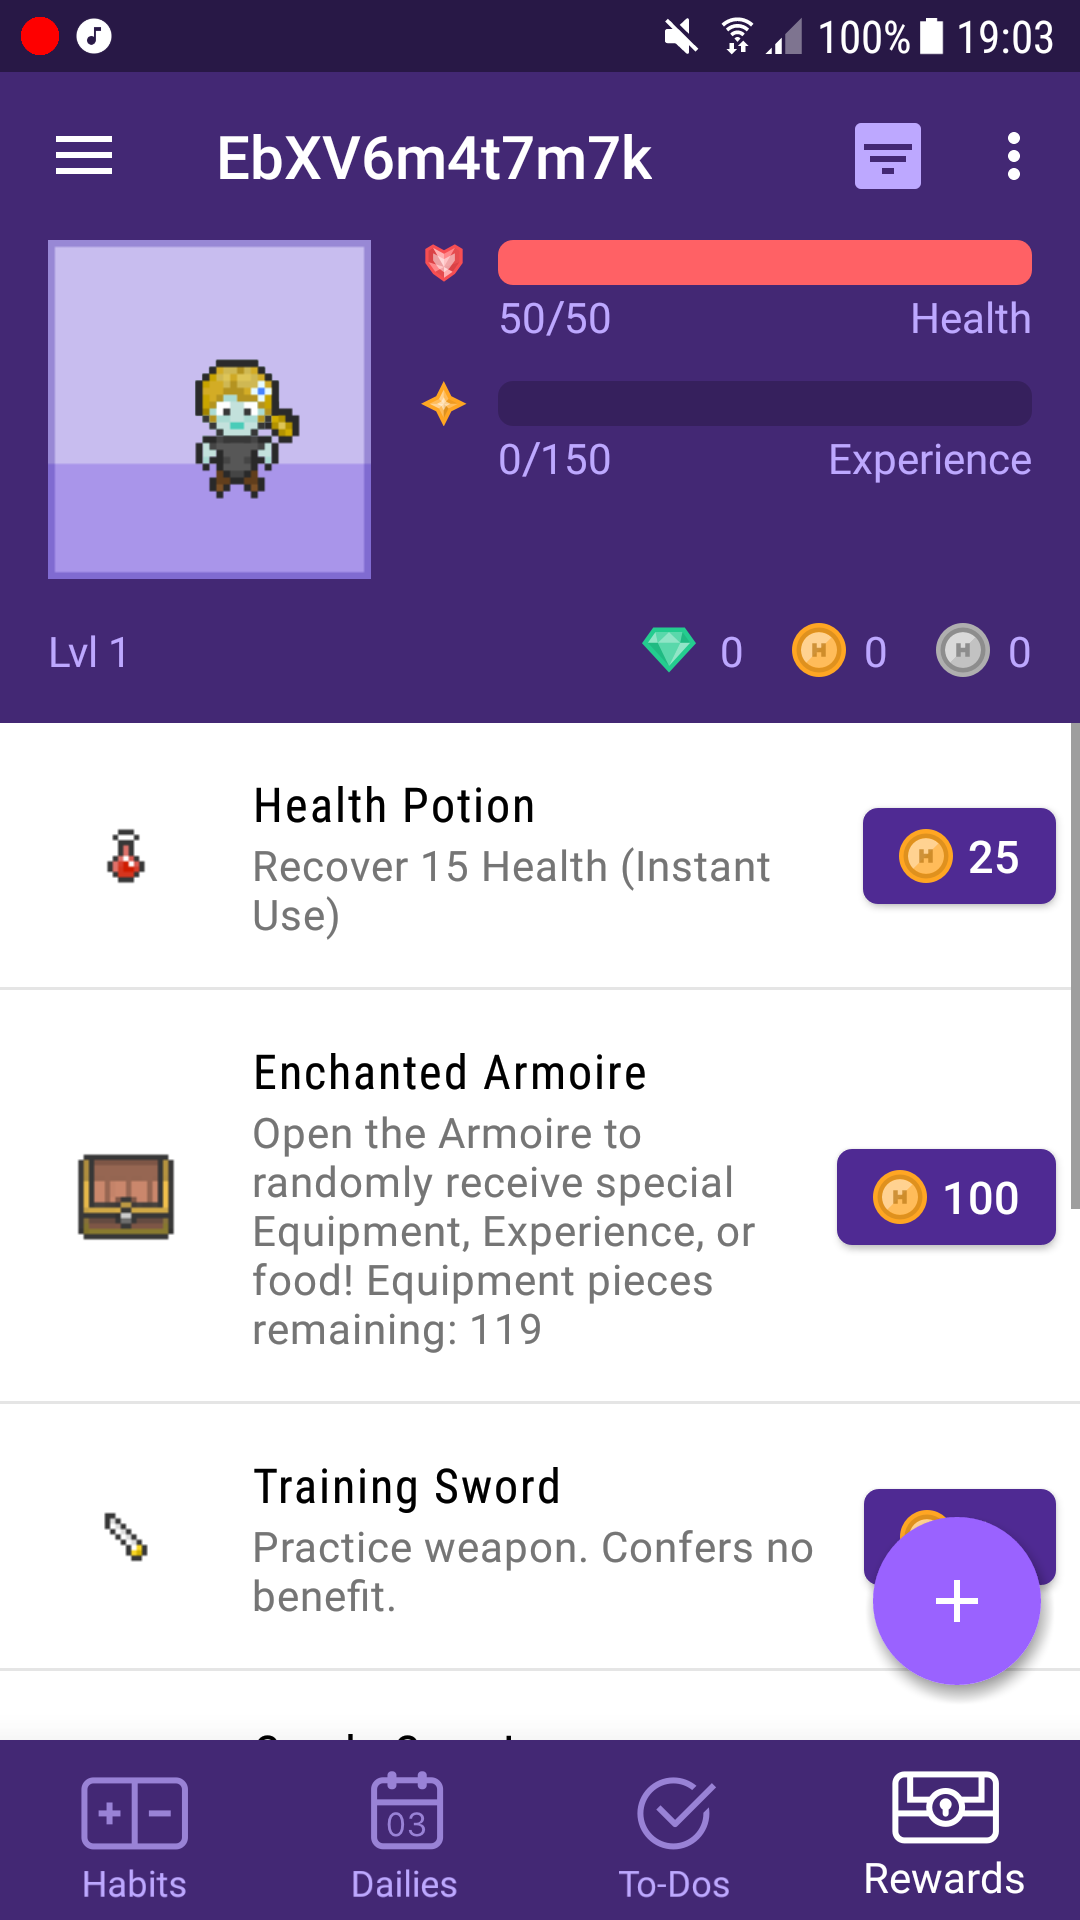 100% 19:03
EbXV6m4t7m7k
50/50 Health
0/150 Experience
Lvl 1 0 0 0
Health Potion
Recover 15 Health (Instant
Use)
25
Enchanted Armoire
Open the Armoire to
randomly receive special
Equipment, Experience, or
food! Equipment pieces
remaining: 119
100
Training Sword
Practice weapon. Confers no
benefit.
03
Habits Dailies To-Dos Rewards